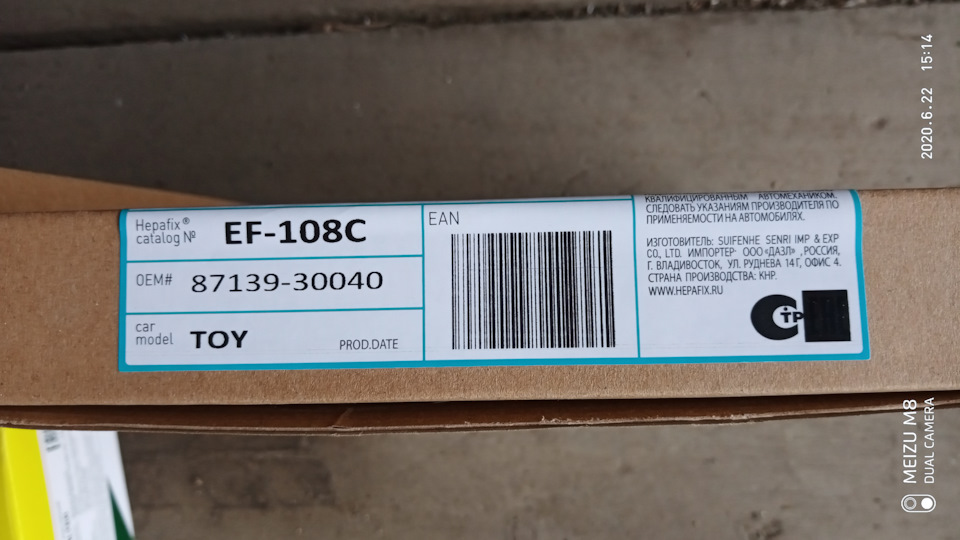 Hepafix®
catalog №
EF-108C
OEM#
87139-30040
car
model
TOY
PROD.DATE
EAN
КВАЛИФИЦИРОВАННЫМ АВТОМЕХАНИКОМ.
СЛЕДОВАТЬ УКАЗАНИЯМ ПРОИЗВОДИТЕЛЯ ПО
ПРИМЕНЯЕМОСТИ НА АВТОМОБИЛЯХ.
ИЗГОТОВИТЕЛЬ: SUIFENHE SENRI IMP & EXP
CO., LTD. ИМПОРТЕР: ООО «ДАЗЛ», РОССИЯ,
Г. ВЛАДИВОСТОК, УЛ. РУДНЕВА 14 Г, ОФИС 4.
СТРАНА ПРОИЗВОДСТВА: КНР.
WWW.HEPAFIX.RU
СТР
2020.6.22 15:14
MEIZU M8
DUAL CAMERA